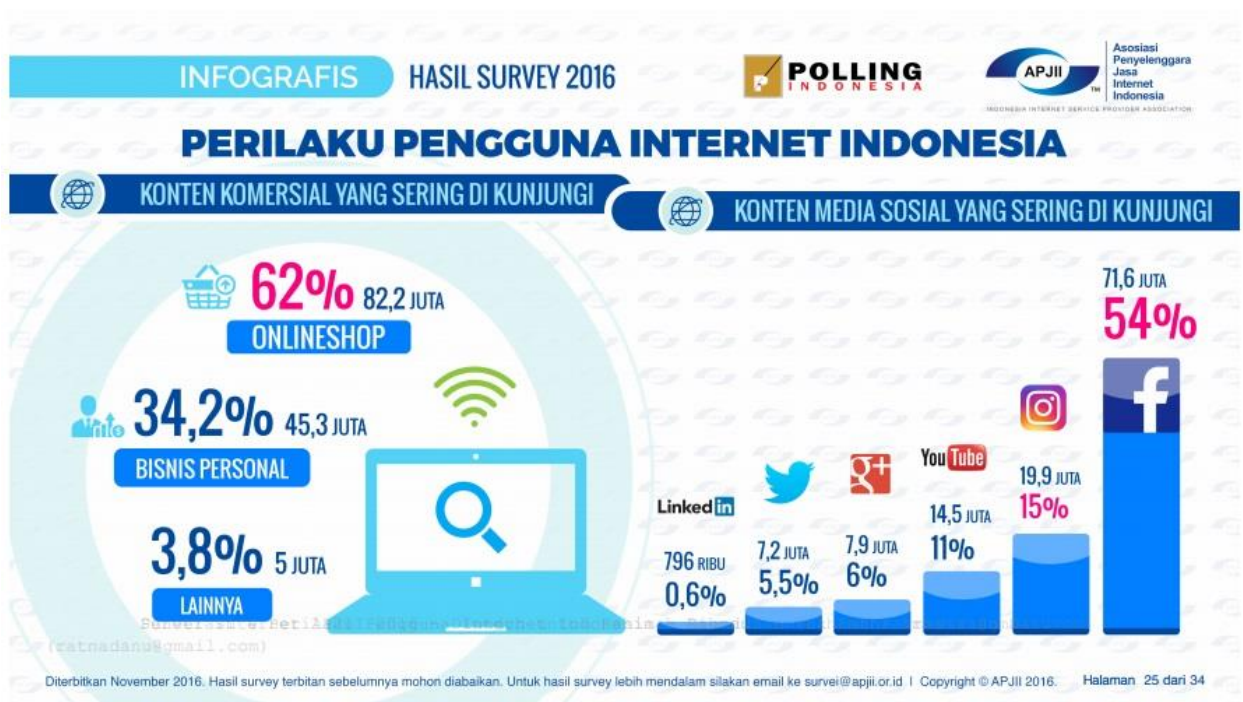 INFOGRAFIS HASIL SURVEY 2016
POLLING
INDONESIA
APJII
TM
Asosiasi
Penyelenggara
Jasa
Internet
Indonesia
INDONESIA INTERNET SERVICE PROVIDER ASSOCIATION
PERILAKU PENGGUNA INTERNET INDONESIA
KONTEN KOMERSIAL YANG SERING DI KUNJUNGI
62% 82,2 JUTA
ONLINESHOP
34,2% 45,3 JUTA
BISNIS PERSONAL
3,8% 5 JUTA
LAINNYA
KONTEN MEDIA SOSIAL YANG SERING DI KUNJUNGI
Linked in
796 RIBU
0,6%
7,2 JUTA
5,5%
g+
7,9 JUTA
6%
YouTube
14,5 JUTA
11%
19,9 JUTA
15%
71,6 JUTA
54%
f
(ratnadanu@gmail.com)
Diterbitkan November 2016. Hasil survey terbitan sebelumnya mohon diabaikan. Untuk hasil survey lebih mendalam silakan email ke survei@apjii.or.id I Copyright © APJII 2016. Halaman 25 dari 34